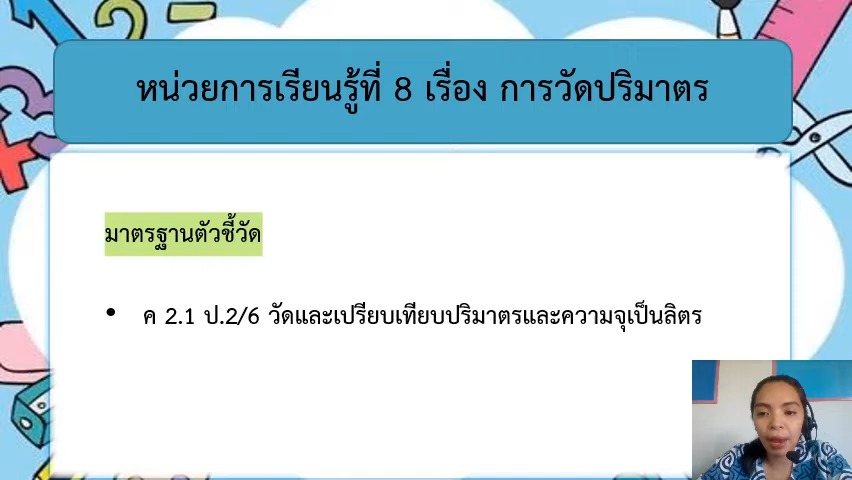 หน่วยการเรียนรู้ที่ 8 เรื่อง การวัดปริมาตร
มาตรฐานตัวชี้วัด
• ค 2.1 ป.2/6 วัดและเปรียบเทียบปริมาตรและความจุเป็นลิตร